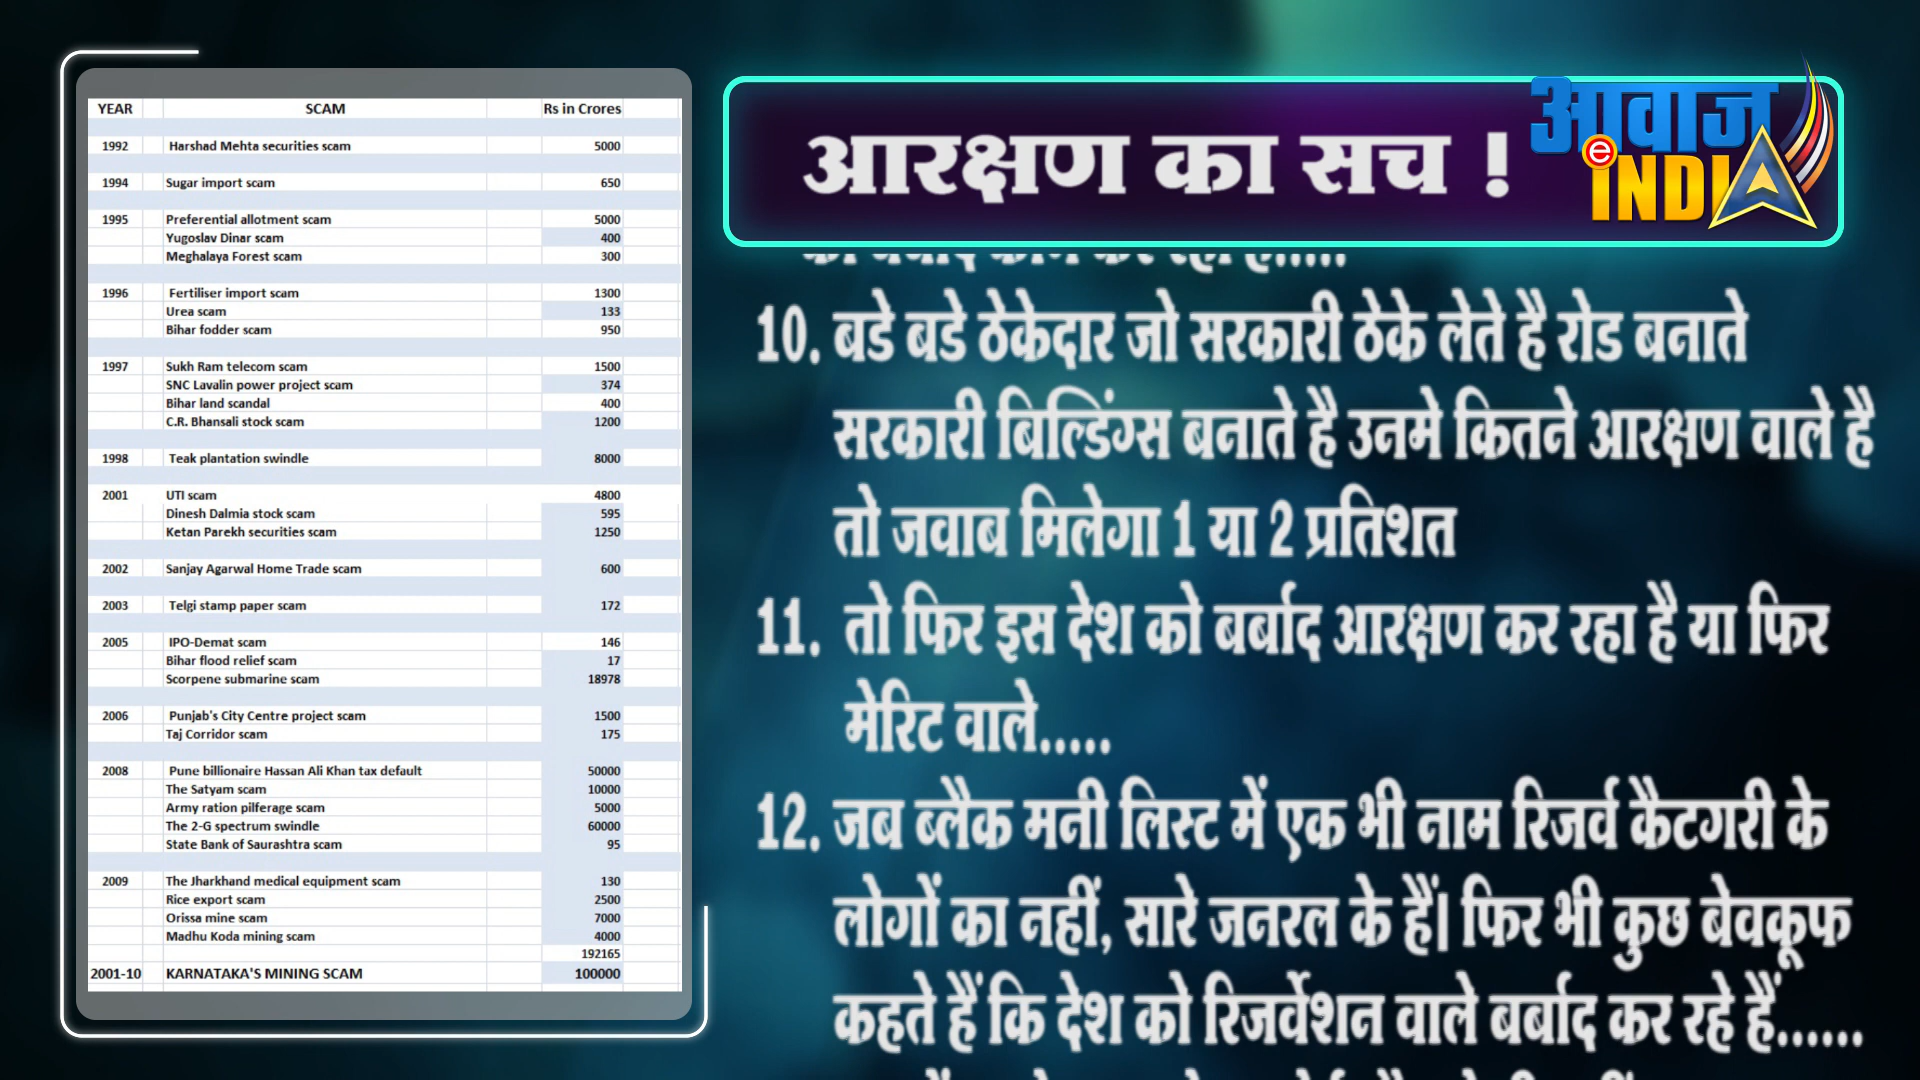 YEAR SCAM Rs in Crores
1992 Harshad Mehta securities scam 5000
1994 Sugar import scam 650
1995 Preferential allotment scam 5000
Yugoslav Dinar scam 400
Meghalaya Forest scam 300
1996 Fertiliser import scam 1300
Urea scam 133
Bihar fodder scam 950
1997 Sukh Ram telecom scam 1500
SNC Lavalin power project scam 374
Bihar land scandal 400
C.R. Bhansali stock scam 1200
1998 Teak plantation swindle 8000
2001 UTI scam 4800
Dinesh Dalmia stock scam 595
Ketan Parekh securities scam 1250
2002 Sanjay Agarwal Home Trade scam 600
2003 Telgi stamp paper scam 172
2005 IPO-Demat scam 146
Bihar flood relief scam 17
Scorpene submarine scam 18978
2006 Punjab's City Centre project scam 1500
Taj Corridor scam 175
2008 Pune billionaire Hassan Ali Khan tax default 50000
The Satyam scam 10000
Army ration pilferage scam 5000
The 2-G spectrum swindle 60000
State Bank of Saurashtra scam 95
2009 The Jharkhand medical equipment scam 130
Rice export scam 2500
Orissa mine scam 7000
Madhu Koda mining scam 4000
192165
2001-10 KARNATAKA'S MINING SCAM 100000
आरक्षण का सच !
आवाज
e INDIA
10. बडे बडे ठेकेदार जो सरकारी ठेके लेते है रोड बनाते
सरकारी बिल्डिंग्स बनाते है उनमे कितने आरक्षण वाले है
तो जवाब मिलेगा 1 या 2 प्रतिशत
11. तो फिर इस देश को बर्बाद आरक्षण कर रहा है या फिर
मेरिट वाले.....
12. जब ब्लैक मनी लिस्ट में एक भी नाम रिजर्व कैटगरी के
लोगों का नहीं, सारे जनरल के हैं| फिर भी कुछ बेवकूफ
कहते हैं कि देश को रिजर्वेशन वाले बर्बाद कर रहे हैं......